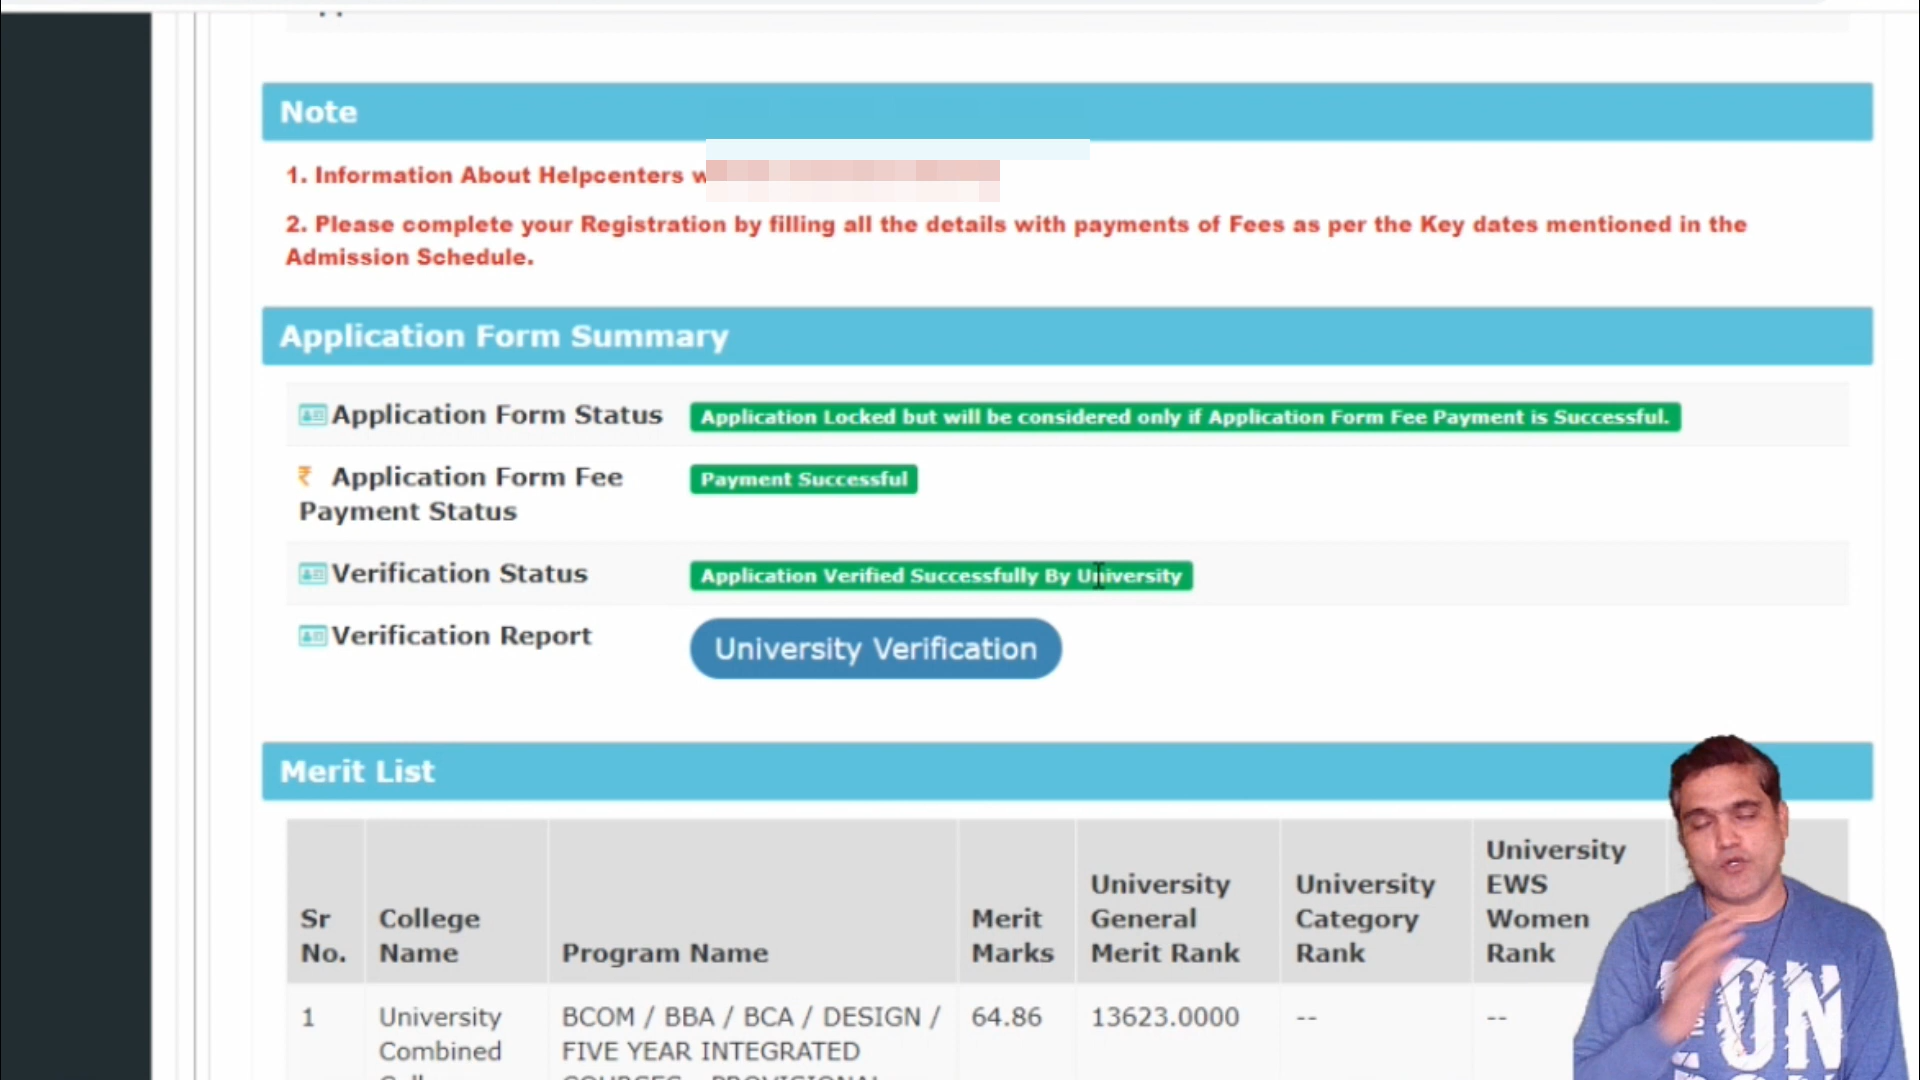 Note
1. Information About Helpcenters
2. Please complete your Registration by filling all the details with payments of Fees as per the Key dates mentioned in the
Admission Schedule.
Application Form Summary
Application Form Status Application Locked but will be considered only if Application Form Fee Payment is Successful.
₹ Application Form Fee
Payment Status
Payment Successful
Verification Status Application Verified Successfully By University
Verification Report University Verification
Merit List
Sr
No.
College
Name
Program Name
Merit
Marks
University
General
Merit Rank
University
Category
Rank
University
EWS
Women
Rank
1
University
Combined
BCOM / BBA / BCA / DESIGN /
FIVE YEAR INTEGRATED
64.86
13623.0000
--
--